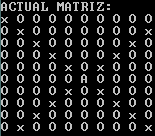 ACTUAL MATRIZ:
x 0 0 0 0 0 0 0 0 0
0 x 0 0 0 0 0 0 0 0
0 0 x 0 0 0 0 0 0 0
0 0 0 x 0 0 0 x 0 0
0 0 0 0 x 0 x 0 0 0
0 0 0 0 0 A 0 0 0 0
0 0 0 0 x 0 x 0 0 0
0 0 0 x 0 0 0 x 0 0
0 0 x 0 0 0 0 0 x 0
0 x 0 0 0 0 0 0 0 x